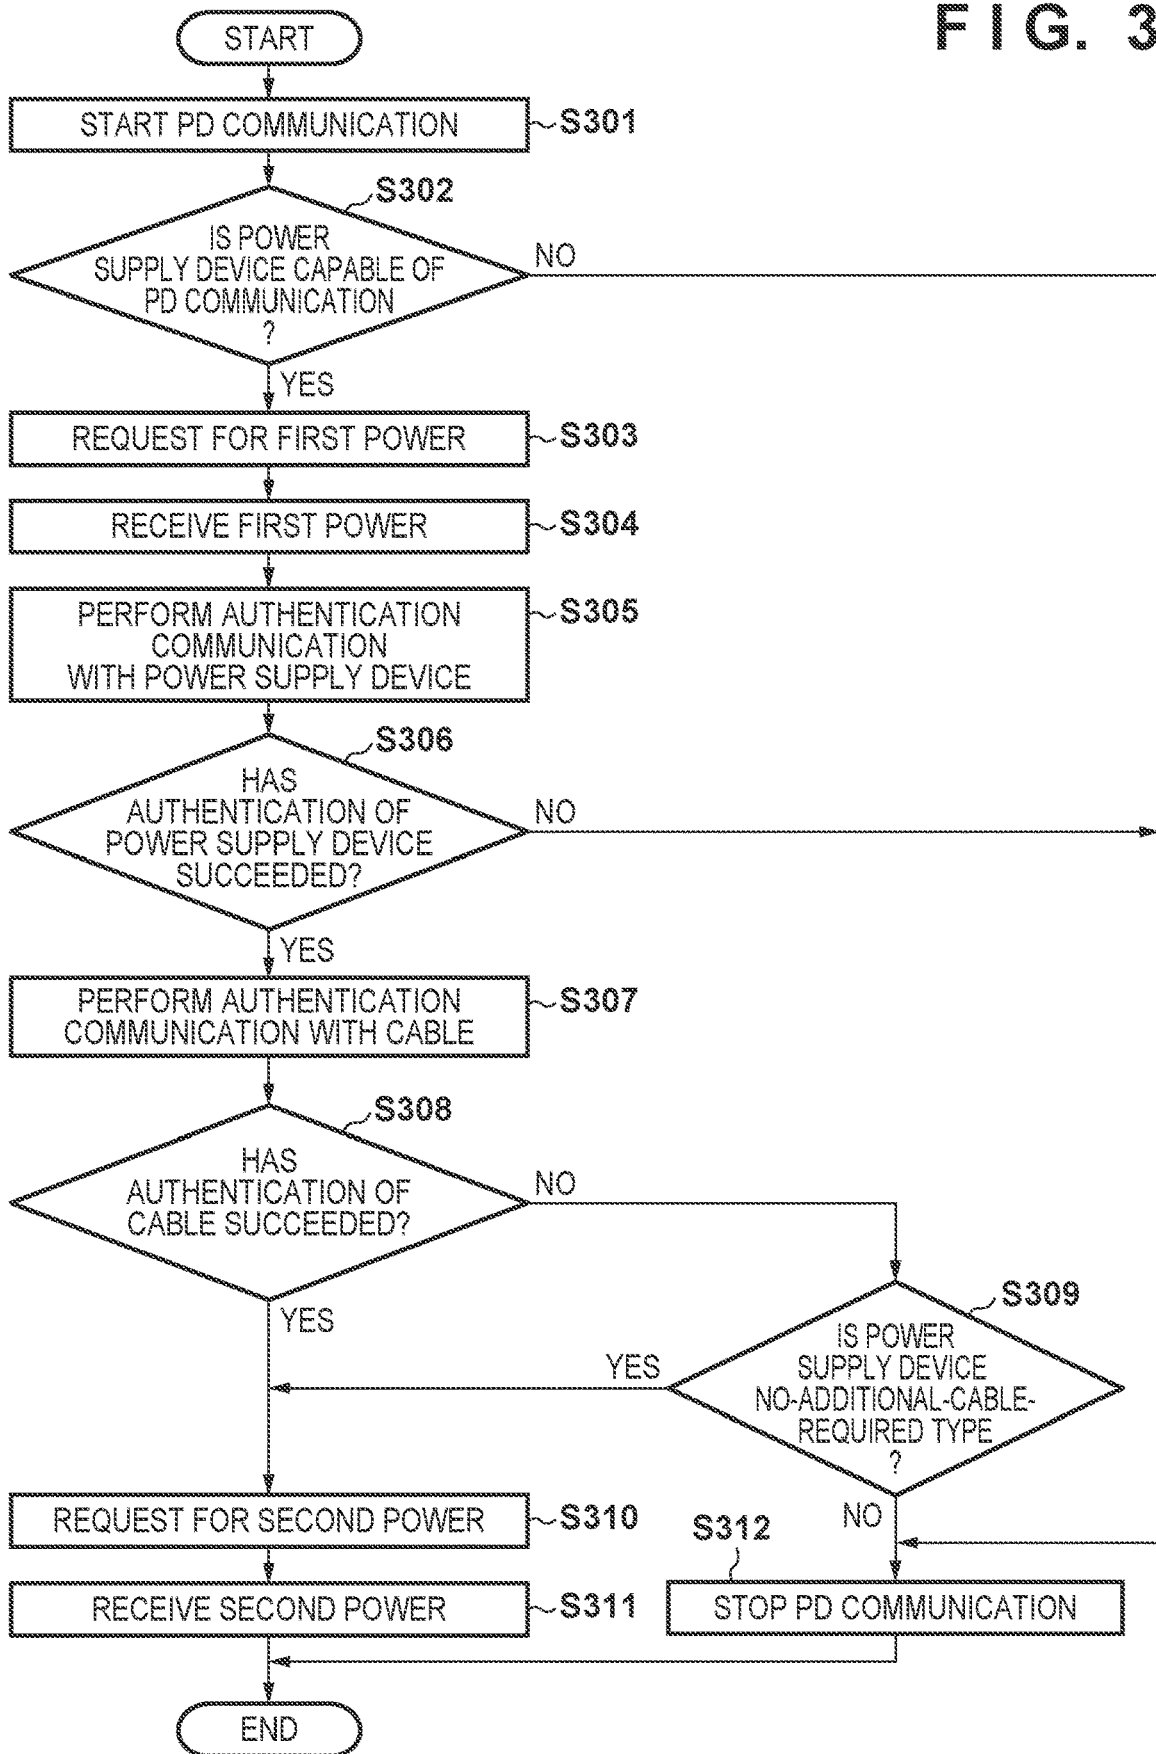 FIG. 3
START
START PD COMMUNICATION
S301
S302
IS POWER
SUPPLY DEVICE CAPABLE OF
PD COMMUNICATION
?
NO
YES
REQUEST FOR FIRST POWER
S303
RECEIVE FIRST POWER
S304
PERFORM AUTHENTICATION
COMMUNICATION
WITH POWER SUPPLY DEVICE
S305
S306
HAS
AUTHENTICATION OF
POWER SUPPLY DEVICE
SUCCEEDED?
NO
YES
PERFORM AUTHENTICATION
COMMUNICATION WITH CABLE
S307
S308
HAS
AUTHENTICATION OF
CABLE SUCCEEDED?
NO
YES
S309
IS POWER
SUPPLY DEVICE
NO-ADDITIONAL-CABLE-
REQUIRED TYPE
?
YES
NO
REQUEST FOR SECOND POWER
S310
S312
RECEIVE SECOND POWER
S311
STOP PD COMMUNICATION
END